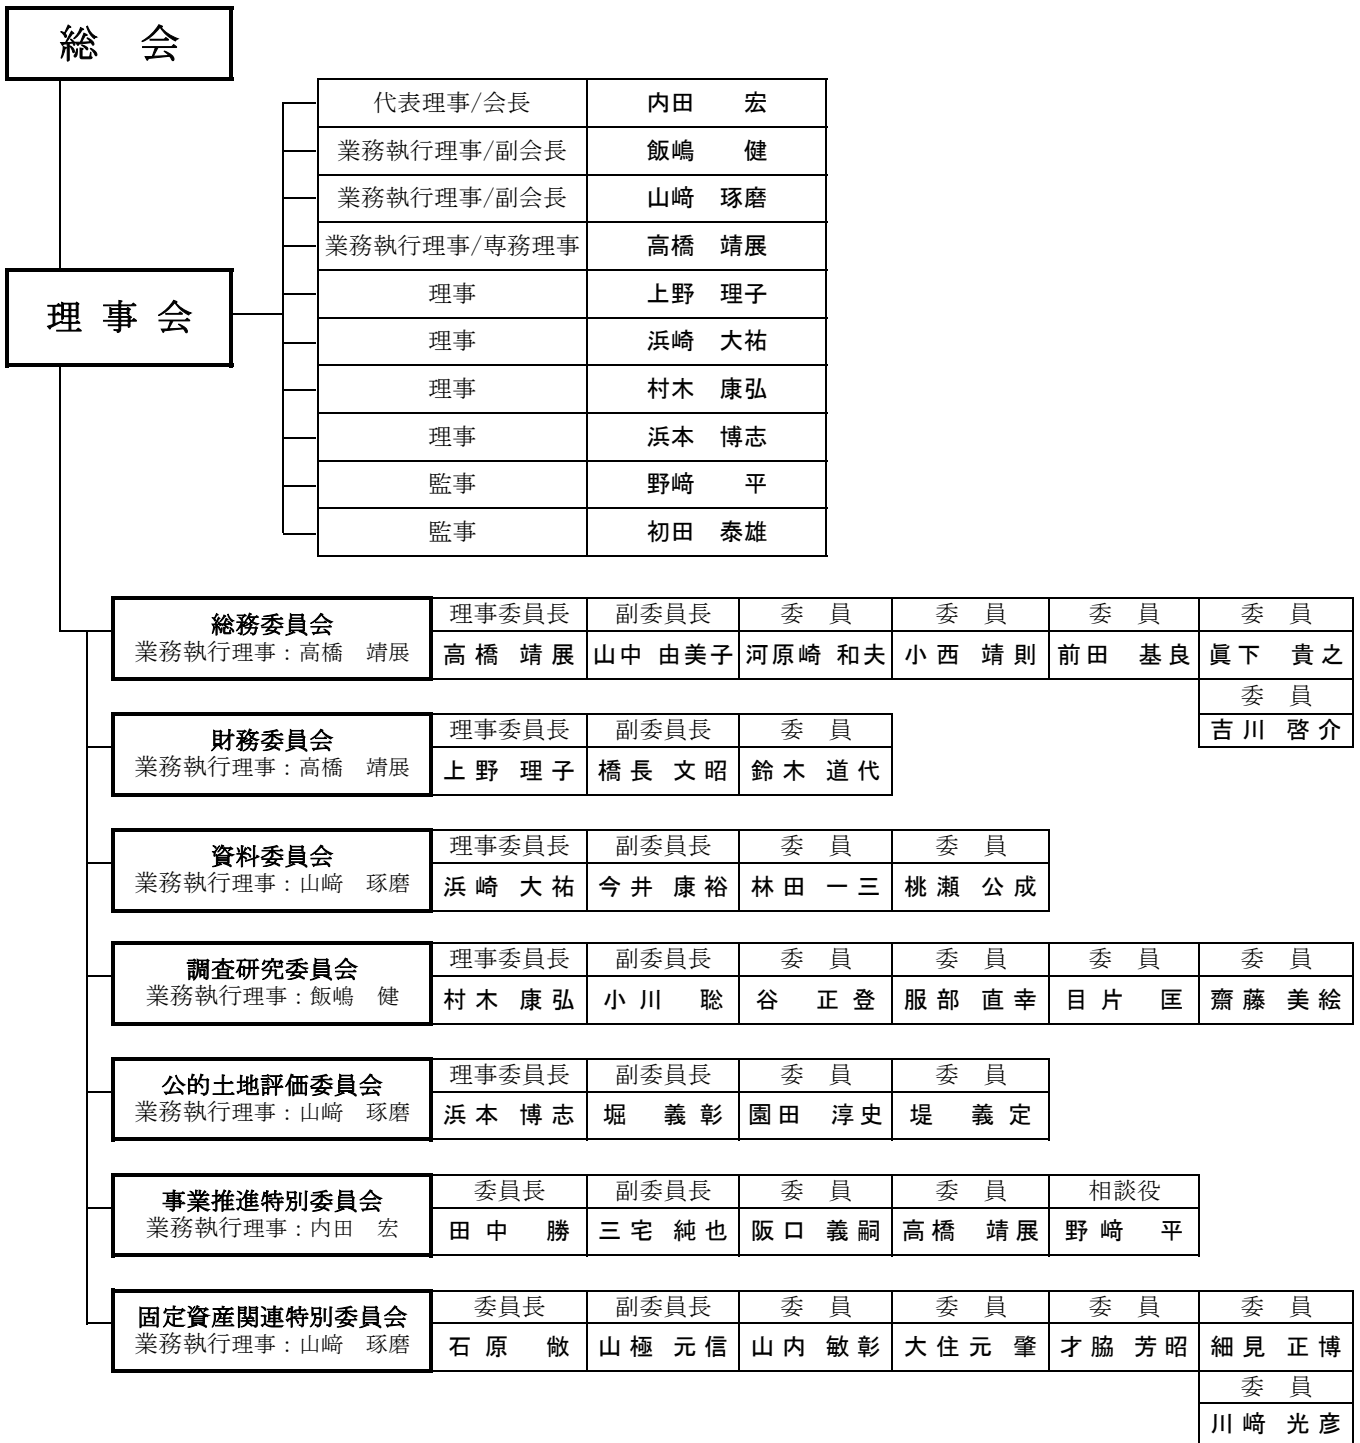 総　会
代表理事/会長　内田　　宏
業務執行理事/副会長　飯嶋　　健
業務執行理事/副会長　山﨑　琢磨
業務執行理事/専務理事　高橋　靖展
理 事 会
理事　上野　理子
理事　浜崎　大祐
理事　村木　康弘
理事　浜本　博志
監事　野﨑　　平
監事　初田　泰雄
総務委員会
業務執行理事：高橋　靖展
理事委員長　副委員長　委　員　委　員　委　員　委　員
高 橋　靖 展　山中 由美子　河原崎 和夫　小 西　靖 則　前田　基良　眞 下　貴 之
委　員
吉 川　啓 介
財務委員会
業務執行理事：高橋　靖展
理事委員長　副委員長　委　員
上 野　理 子　橋 長　文 昭　鈴 木　道 代
資料委員会
業務執行理事：山﨑　琢磨
理事委員長　副委員長　委　員　委　員
浜 崎　大 祐　今 井　康 裕　林 田　一 三　桃 瀬　公 成
調査研究委員会
業務執行理事：飯嶋　健
理事委員長　副委員長　委　員　委　員　委　員　委　員
村 木　康 弘　小 川　　聡　谷　正 登　服 部　直 幸　目 片　　匡　齋 藤　美 絵
公的土地評価委員会
業務執行理事：山﨑　琢磨
理事委員長　副委員長　委　員　委　員
浜 本　博 志　堀　義 彰　園 田　淳 史　堤　義 定
事業推進特別委員会
業務執行理事：内田　宏
委員長　副委員長　委　員　委　員　相談役
田 中　　勝　三 宅　純 也　阪 口　義 嗣　高 橋　靖 展　野 﨑　　平
固定資産関連特別委員会
業務執行理事：山﨑　琢磨
委員長　副委員長　委　員　委　員　委　員　委　員
石 原　　傲　山 極　元 信　山 内　敏 彰　大 住 元　肇　才 脇　芳 昭　細 見　正 博
委　員
川 﨑　光 彦